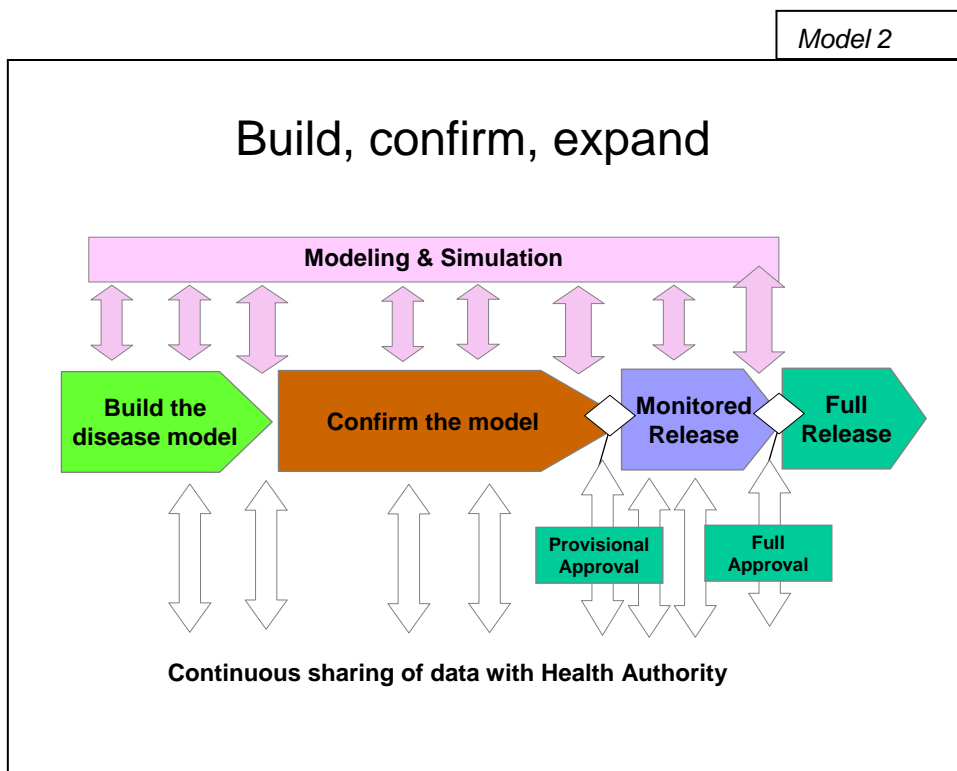 Model 2
Build, confirm, expand
Modeling & Simulation
Build the
disease model
Confirm the model
Monitored
Release
Full
Release
Provisional
Approval
Full
Approval
Continuous sharing of data with Health Authority